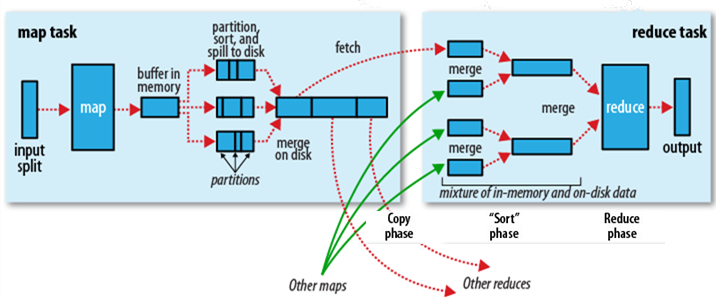 map task
partition,
sort, and
spill to disk
fetch
reduce task
buffer in
memory
map
input
split
merge
on disk
partitions
merge
merge
merge
reduce
output
mixture of in-memory and on-disk data
Copy
phase
“Sort”
phase
Reduce
phase
Other maps
Other reduces